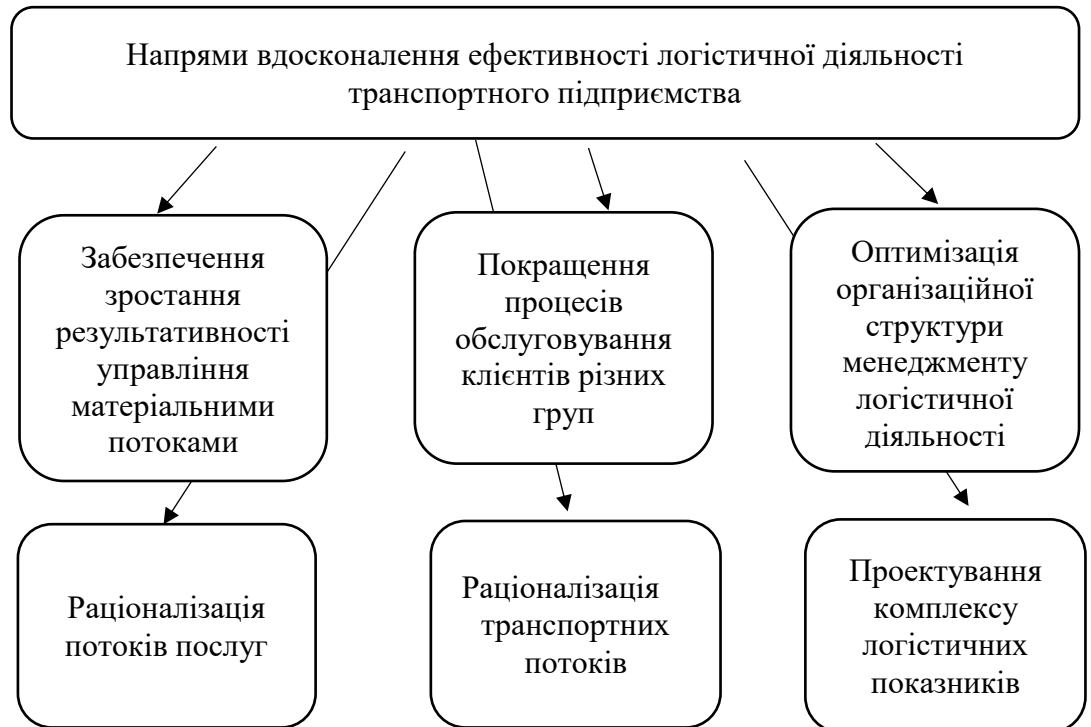 Напрями вдосконалення ефективності логістичної діяльності
транспортного підприємства
Забезпечення
зростання
результативності
управління
матеріальними
потоками
Покращення
процесів
обслуговування
клієнтів різних
груп
Оптимізація
організаційної
структури
менеджменту
логістичної
діяльності
Раціоналізація
потоків послуг
Раціоналізація
транспортних
потоків
Проектування
комплексу
логістичних
показників